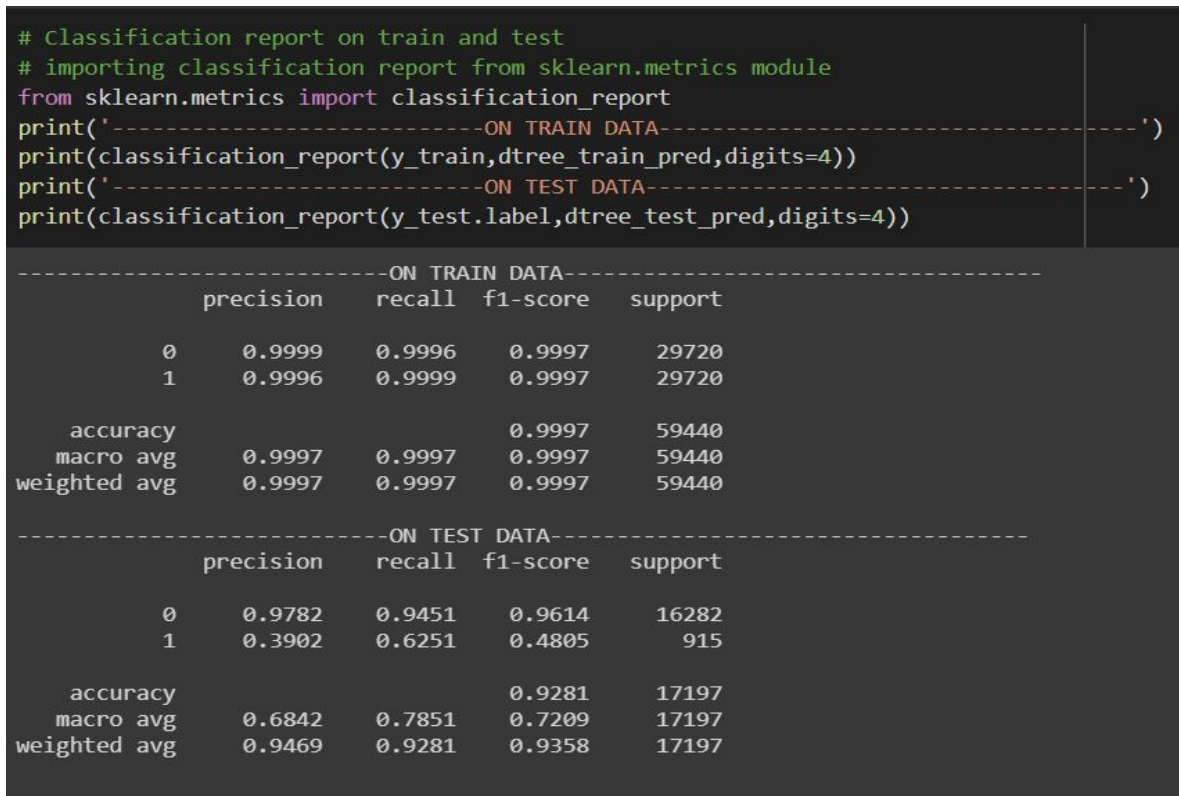 # Classification report on train and test
# importing classification report from sklearn.metrics module
from sklearn.metrics import classification_report
print('----------------------------ON TRAIN DATA------------------------------------')
print(classification_report(y_train,dtree_train_pred,digits=4))
print('----------------------------ON TEST DATA------------------------------------')
print(classification_report(y_test.label,dtree_test_pred,digits=4))
----------------------------ON TRAIN DATA------------------------------------
              precision    recall  f1-score   support
           0     0.9999    0.9996    0.9997     29720
           1     0.9996    0.9999    0.9997     29720
    accuracy                         0.9997     59440
   macro avg     0.9997    0.9997    0.9997     59440
weighted avg     0.9997    0.9997    0.9997     59440
----------------------------ON TEST DATA------------------------------------
              precision    recall  f1-score   support
           0     0.9782    0.9451    0.9614     16282
           1     0.3902    0.6251    0.4805       915
    accuracy                         0.9281     17197
   macro avg     0.6842    0.7851    0.7209     17197
weighted avg     0.9469    0.9281    0.9358     17197